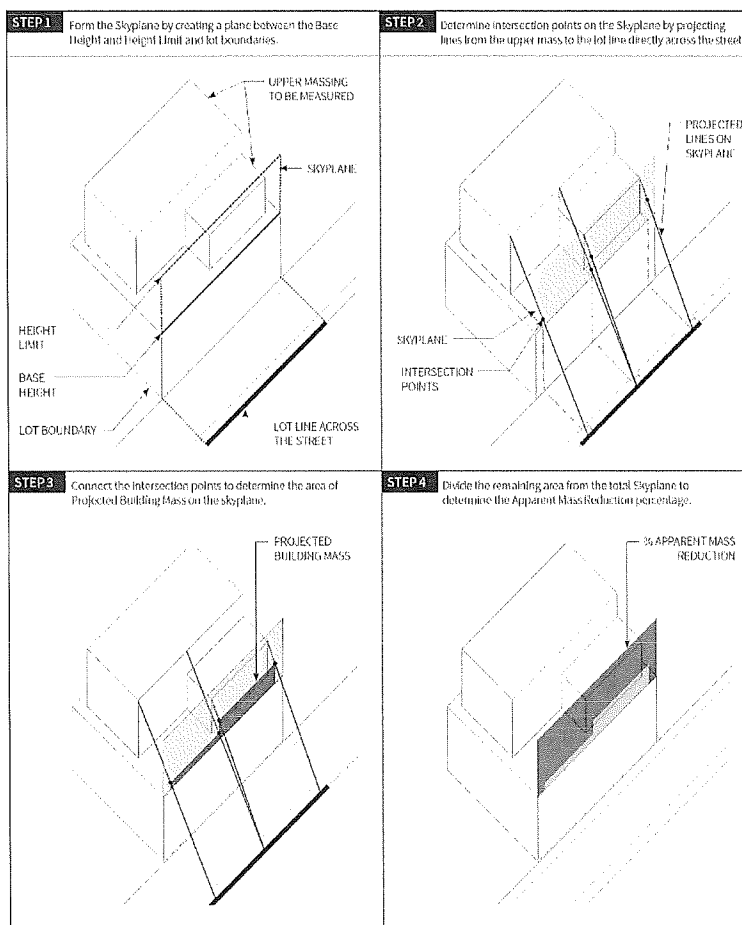 STEP 1 Form the Skyplane by creating a plane between the Base
Height and Height Limit and lot boundaries.
UPPER MASSING
TO BE MEASURED
SKYPLANE
HEIGHT
LIMIT
BASE
HEIGHT
LOT BOUNDARY
LOT LINE ACROSS
THE STREET
STEP 2 Determine intersection points on the Skyplane by projecting
lines from the upper mass to the lot line directly across the street
PROJECTED
LINES ON
SKYPLANE
SKYPLANE
INTERSECTION
POINTS
STEP 3 Connect the intersection points to determine the area of
Projected Building Mass on the skyplane.
PROJECTED
BUILDING MASS
STEP 4 Divide the remaining area from the total Skyplane to
determine the Apparent Mass Reduction percentage.
% APPARENT MASS
REDUCTION